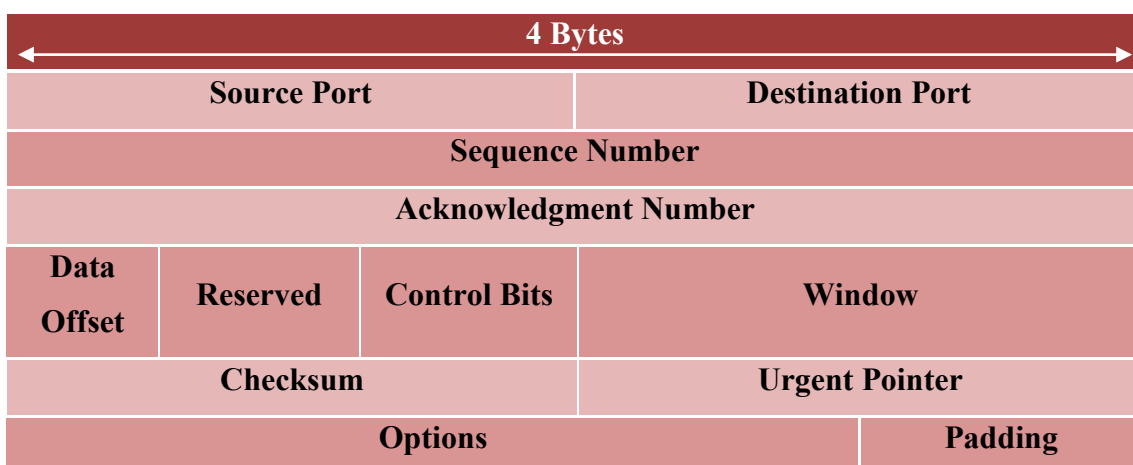 4 Bytes
Source Port
Destination Port
Sequence Number
Acknowledgment Number
Data
Offset
Reserved
Control Bits
Window
Checksum
Urgent Pointer
Options
Padding